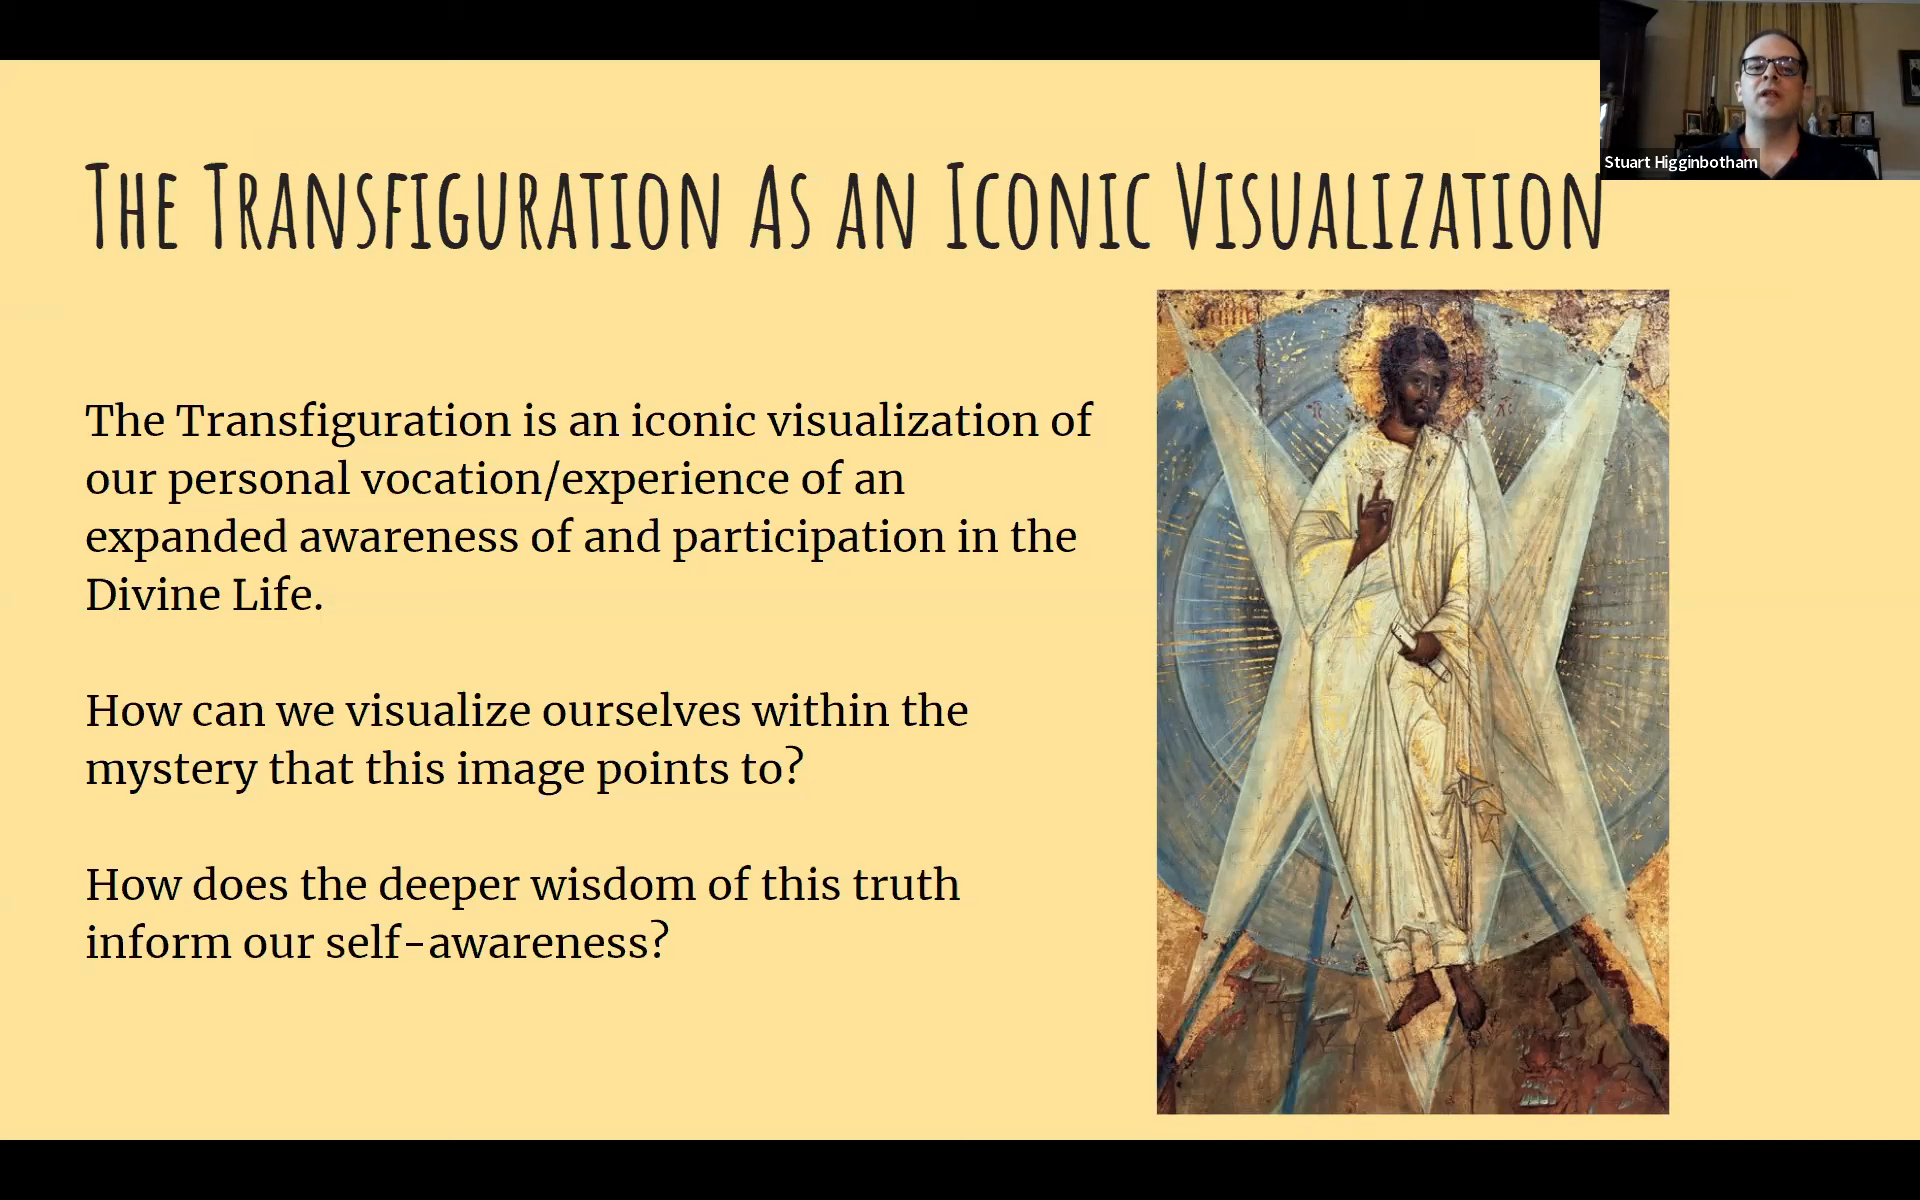 Stuart Higginbotham
The Transfiguration As an Iconic Visualization
The Transfiguration is an iconic visualization of
our personal vocation/experience of an
expanded awareness of and participation in the
Divine Life.
How can we visualize ourselves within the
mystery that this image points to?
How does the deeper wisdom of this truth
inform our self-awareness?